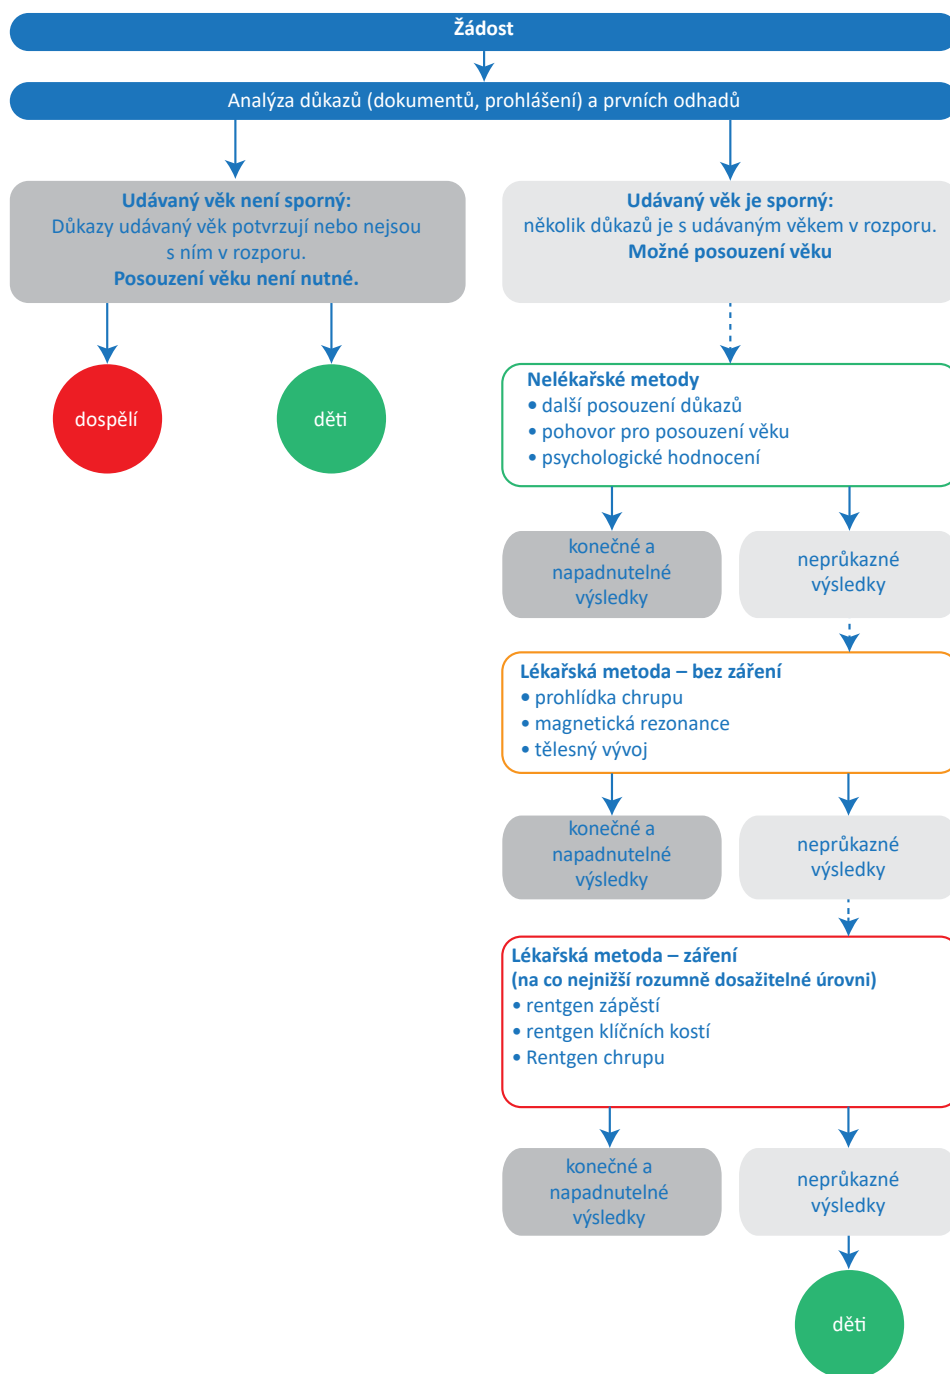 Žádost
Analýza důkazů (dokumentů, prohlášení) a prvních odhadů
Udávaný věk není sporný:
Důkazy udávaný věk potvrzují nebo nejsou
s ním v rozporu.
Posouzení věku není nutné.
dospělí
děti
Udávaný věk je sporný:
několik důkazů je s udávaným věkem v rozporu.
Možné posouzení věku
Nelékařské metody
• další posouzení důkazů
• pohovor pro posouzení věku
• psychologické hodnocení
konečné a
napadnutelné
výsledky
neprůkazné
výsledky
Lékařská metoda – bez záření
• prohlídka chrupu
• magnetická rezonance
• tělesný vývoj
konečné a
napadnutelné
výsledky
neprůkazné
výsledky
Lékařská metoda – záření
(na co nejnižší rozumně dosažitelné úrovni)
• rentgen zápěstí
• rentgen klíčních kostí
• Rentgen chrupu
konečné a
napadnutelné
výsledky
neprůkazné
výsledky
děti